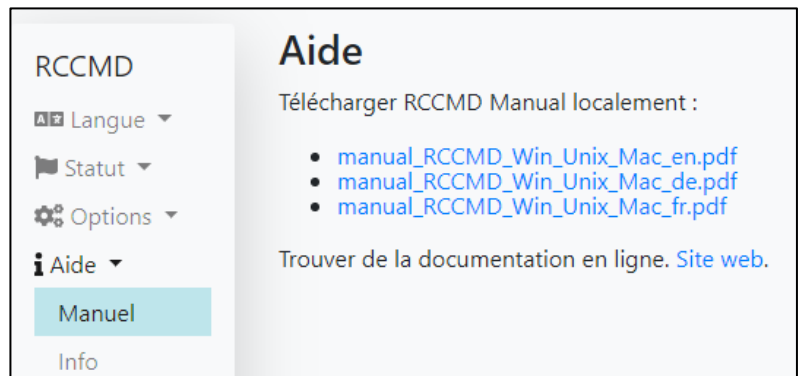 RCCMD
Langue
Statut
Options
Aide
Manuel
Info
Aide
Télécharger RCCMD Manual localement :
manual_RCCMD_Win_Unix_Mac_en.pdf
manual_RCCMD_Win_Unix_Mac_de.pdf
manual_RCCMD_Win_Unix_Mac_fr.pdf
Trouver de la documentation en ligne. Site web.